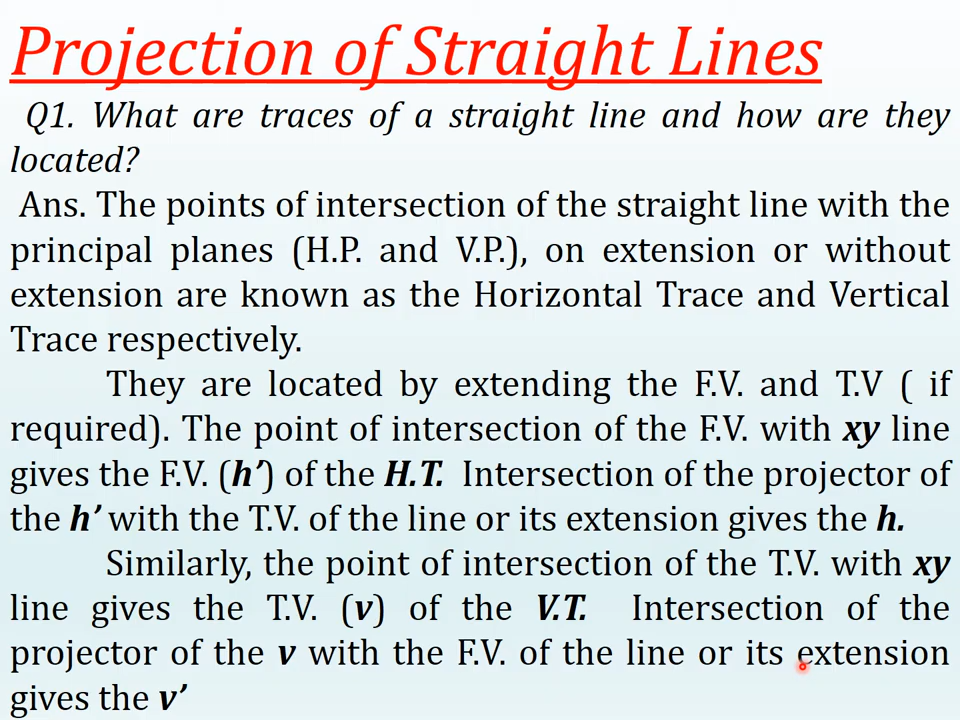 Projection of Straight Lines
Q1. What are traces of a straight line and how are they
located?
Ans. The points of intersection of the straight line with the
principal planes (H.P. and V.P.), on extension or without
extension are known as the Horizontal Trace and Vertical
Trace respectively.
They are located by extending the F.V. and T.V ( if
required). The point of intersection of the F.V. with xy line
gives the F.V. (h’) of the H.T. Intersection of the projector of
the h’ with the T.V. of the line or its extension gives the h.
Similarly, the point of intersection of the T.V. with xy
line gives the T.V. (v) of the V.T. Intersection of the
projector of the v with the F.V. of the line or its extension
gives the v’